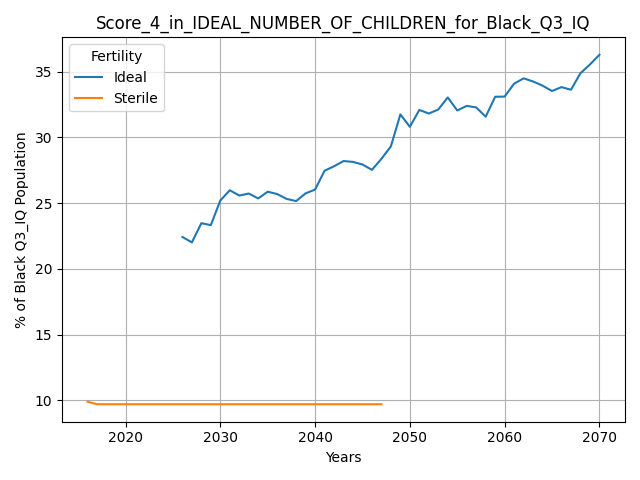 Score_4_in_IDEAL_NUMBER_OF_CHILDREN_for_Black_Q3_IQ
Fertility
Ideal
Sterile
% of Black Q3_IQ Population
35
30
25
20
15
10
2020 2030 2040 2050 2060 2070
Years